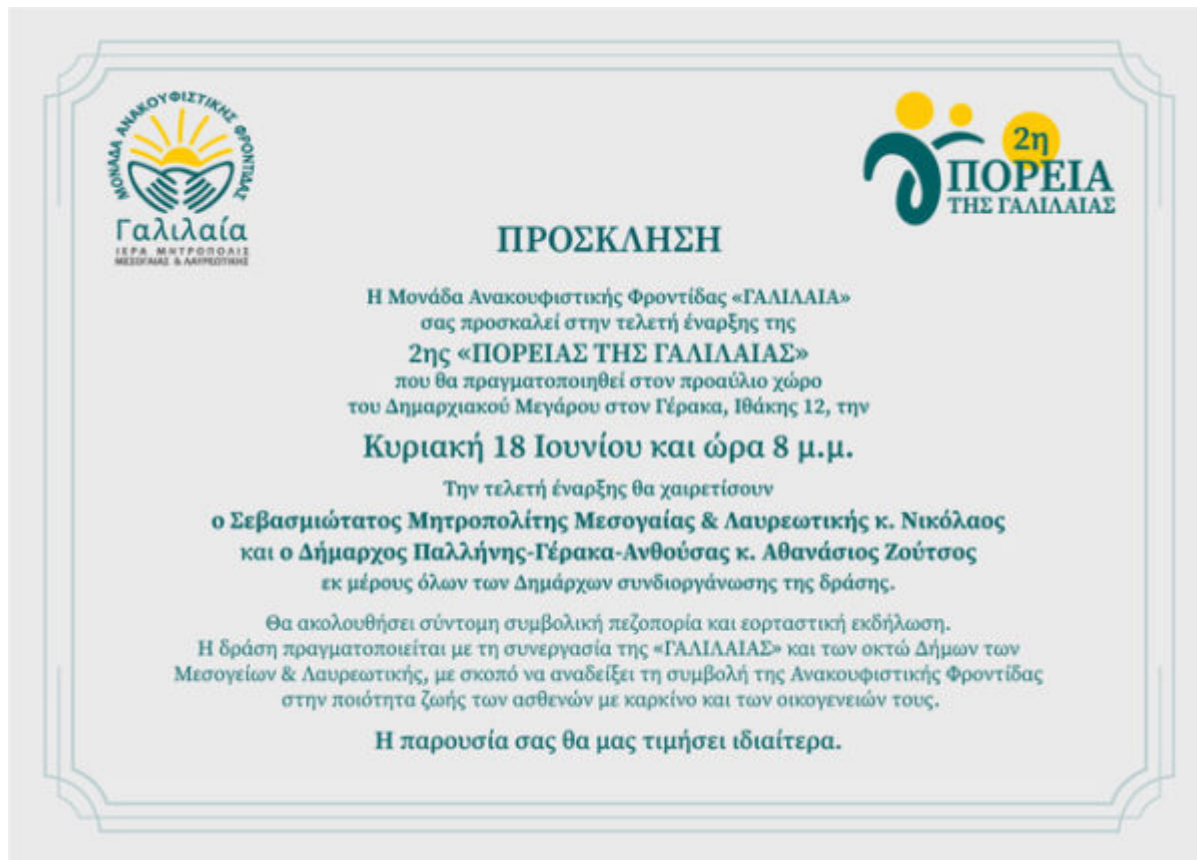 ΜΟΝΑΔΑ ΑΝΑΚΟΥΦΙΣΤΙΚΗΣ ΦΡΟΝΤΙΔΑΣ
Γαλιλαία
ΙΕΡΑ ΜΗΤΡΟΠΟΛΙΣ
ΜΕΣΟΓΑΙΑΣ & ΛΑΥΡΕΩΤΙΚΗΣ
2η
ΠΟΡΕΙΑ
ΤΗΣ ΓΑΛΙΛΑΙΑΣ
ΠΡΟΣΚΛΗΣΗ
Η Μονάδα Ανακουφιστικής Φροντίδας «ΓΑΛΙΛΑΙΑ»
σας προσκαλεί στην τελετή έναρξης της
2ης «ΠΟΡΕΙΑΣ ΤΗΣ ΓΑΛΙΛΑΙΑΣ»
που θα πραγματοποιηθεί στον προαύλιο χώρο
του Δημαρχιακού Μεγάρου στον Γέρακα, Ιθάκης 12, την
Κυριακή 18 Ιουνίου και ώρα 8 μ.μ.
Την τελετή έναρξης θα χαιρετίσουν
ο Σεβασμιότατος Μητροπολίτης Μεσογαίας & Λαυρεωτικής κ. Νικόλαος
και ο Δήμαρχος Παλλήνης-Γέρακα-Ανθούσας κ. Αθανάσιος Ζούτσος
εκ μέρους όλων των Δημάρχων συνδιοργάνωσης της δράσης.
Θα ακολουθήσει σύντομη συμβολική πεζοπορία και εορταστική εκδήλωση.
Η δράση πραγματοποιείται με τη συνεργασία της «ΓΑΛΙΛΑΙΑΣ» και των οκτώ Δήμων των
Μεσογείων & Λαυρεωτικής, με σκοπό να αναδείξει τη συμβολή της Ανακουφιστικής Φροντίδας
στην ποιότητα ζωής των ασθενών με καρκίνο και των οικογενειών τους.
Η παρουσία σας θα μας τιμήσει ιδιαίτερα.